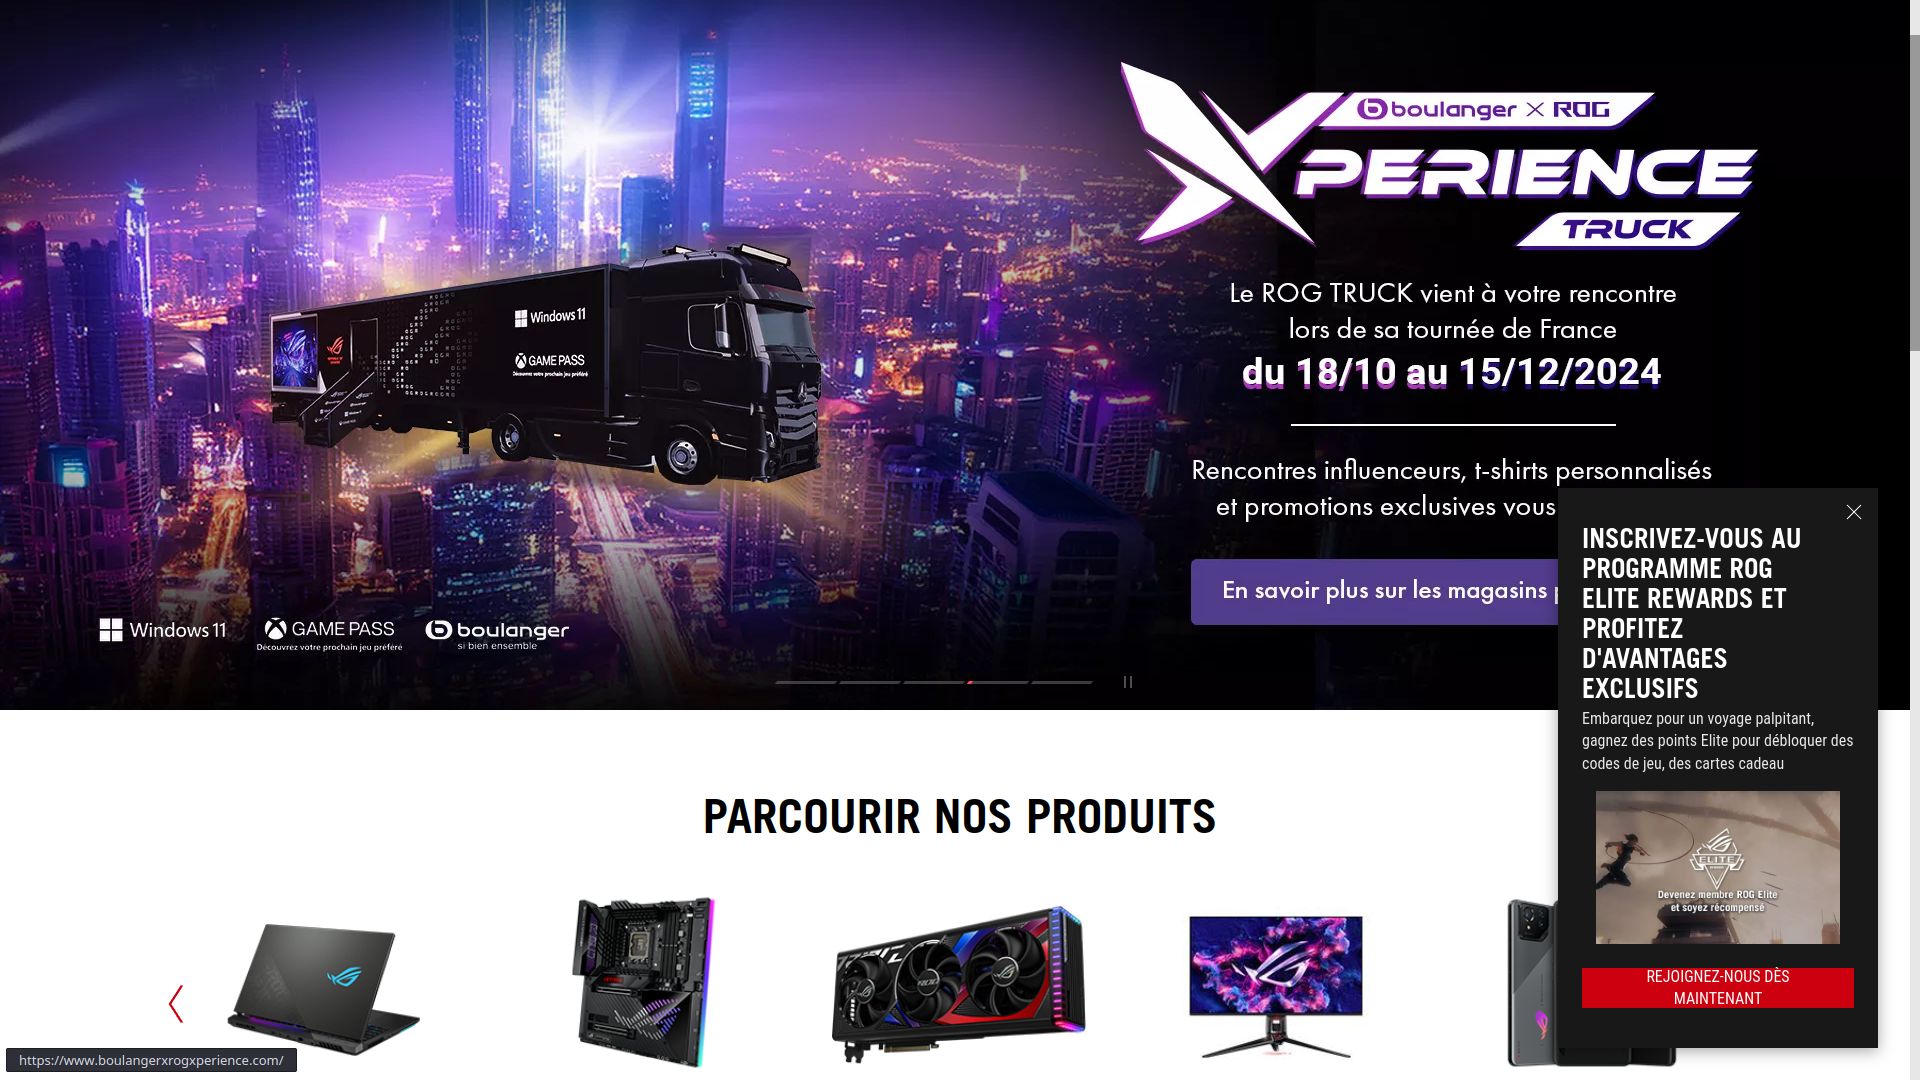 boulanger X ROG
XPERIENCE
TRUCK
Le ROG TRUCK vient à votre rencontre
lors de sa tournée de France
du 18/10 au 15/12/2024
Rencontres influenceurs, t-shirts personnalisés
et promotions exclusives vous
En savoir plus sur les magasins
Windows 11
GAME PASS
Découvrez votre prochain jeu préféré
Windows 11
GAME PASS
Découvrez votre prochain jeu préféré
boulanger
si bien ensemble
INSCRIVEZ-VOUS AU
PROGRAMME ROG
ELITE REWARDS ET
PROFITEZ
D'AVANTAGES
EXCLUSIFS
Embarquez pour un voyage palpitant,
gagnez des points Elite pour débloquer des
codes de jeu, des cartes cadeau
ELITE
Devenez membre ROG Elite
et soyez récompensé
REJOIGNEZ-NOUS DÈS
MAINTENANT
PARCOURIR NOS PRODUITS
https://www.boulangerxrogxperience.com/